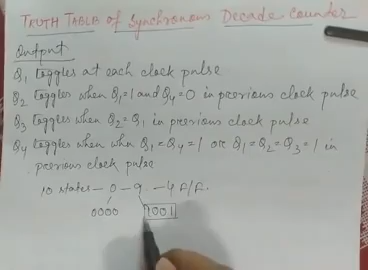 TRUTH TABLE of Synchronous Decade Counter
Output
Q1 toggles at each clock pulse
Q2 toggles when Q1=1 and Q4=0 in previous clock pulse
Q3 toggles when Q2=Q1 in previous clock pulse
Q4 toggles when whn Q1=Q4=1 or Q1=Q2=Q3=1 in
previous clock pulse
10 states - 0 - 9 - 4 F/F.
0000 1001